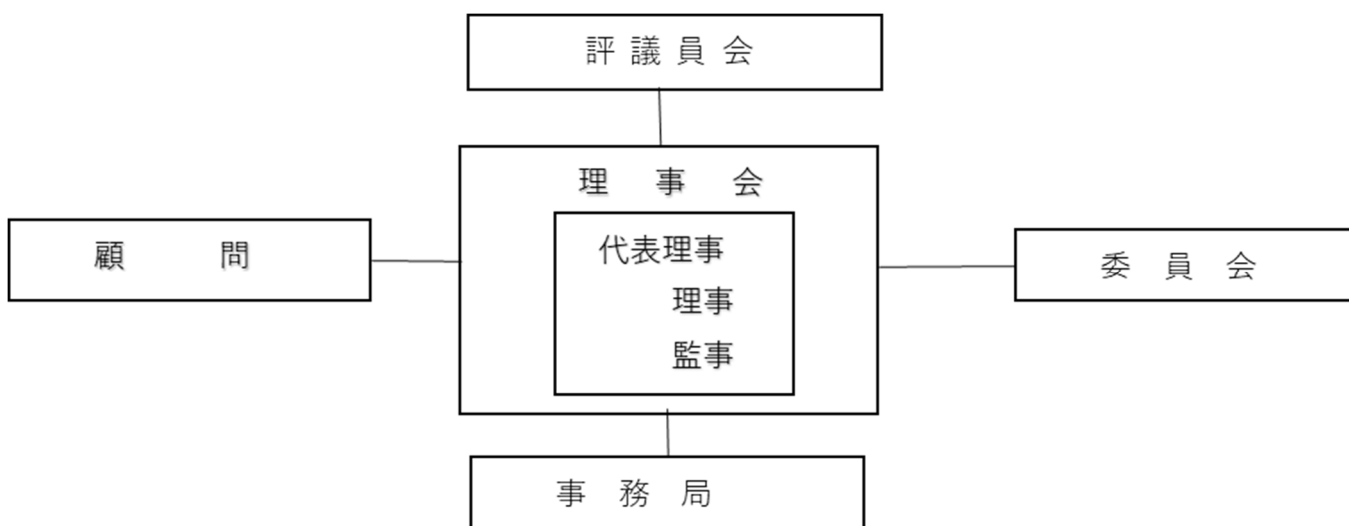 評議員会
理事会
代表理事
理事
監事
顧問
委員会
事務局